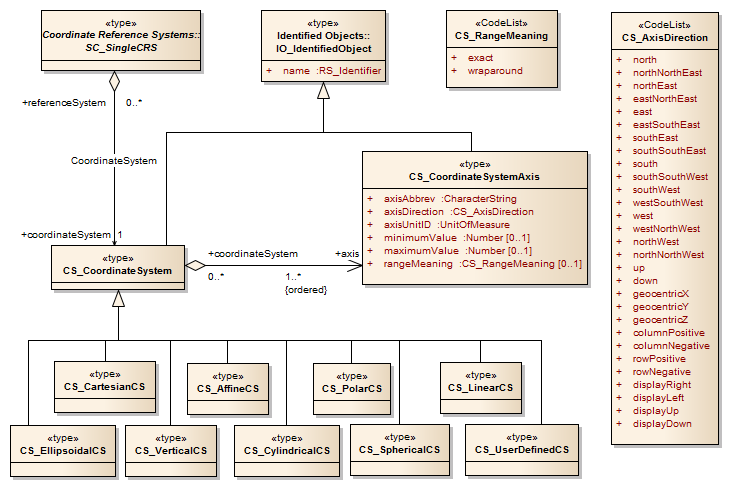 «type»
Coordinate Reference Systems::
SC_SingleCRS
«type»
Identified Objects::
IO_IdentifiedObject
+ name :RS_Identifier
«CodeList»
CS_RangeMeaning
+ exact
+ wraparound
«CodeList»
CS_AxisDirection
+ north
+ northNorthEast
+ northEast
+ eastNorthEast
+ east
+ eastSouthEast
+ southEast
+ southSouthEast
+ south
+ southSouthWest
+ southWest
+ westSouthWest
+ west
+ westNorthWest
+ northWest
+ northNorthWest
+ up
+ down
+ geocentricX
+ geocentricY
+ geocentricZ
+ columnPositive
+ columnNegative
+ rowPositive
+ rowNegative
+ displayRight
+ displayLeft
+ displayUp
+ displayDown
+referenceSystem 0..*
CoordinateSystem
+coordinateSystem 1
«type»
CS_CoordinateSystemAxis
+ axisAbbrev :CharacterString
+ axisDirection :CS_AxisDirection
+ axisUnitID :UnitOfMeasure
+ minimumValue :Number [0..1]
+ maximumValue :Number [0..1]
+ rangeMeaning :CS_RangeMeaning [0..1]
«type»
CS_CoordinateSystem
+coordinateSystem +axis
0..* 1..*
{ordered}
«type»
CS_CartesianCS
«type»
CS_AffineCS
«type»
CS_PolarCS
«type»
CS_LinearCS
«type»
CS_EllipsoidalCS
«type»
CS_VerticalCS
«type»
CS_CylindricalCS
«type»
CS_SphericalCS
«type»
CS_UserDefinedCS